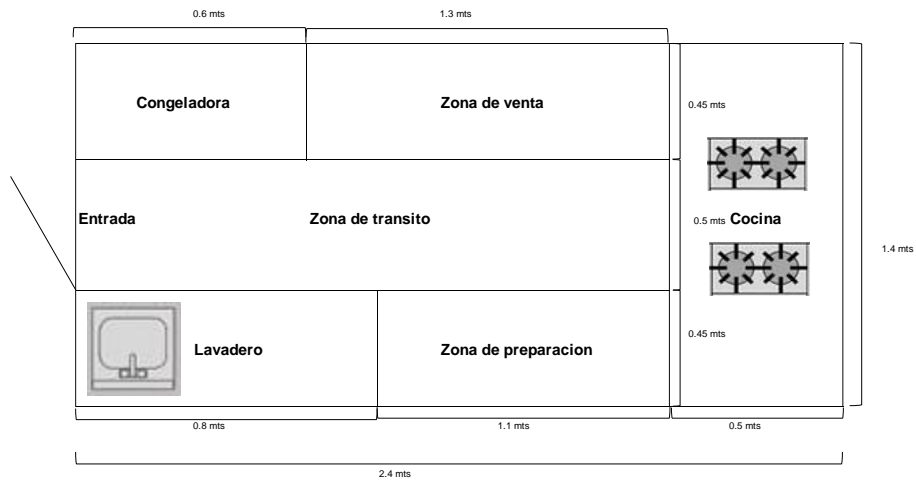 0.6 mts
1.3 mts
Congeladora
Zona de venta
0.45 mts
Entrada
Zona de transito
0.5 mts
Cocina
1.4 mts
Lavadero
Zona de preparacion
0.45 mts
0.8 mts
1.1 mts
0.5 mts
2.4 mts